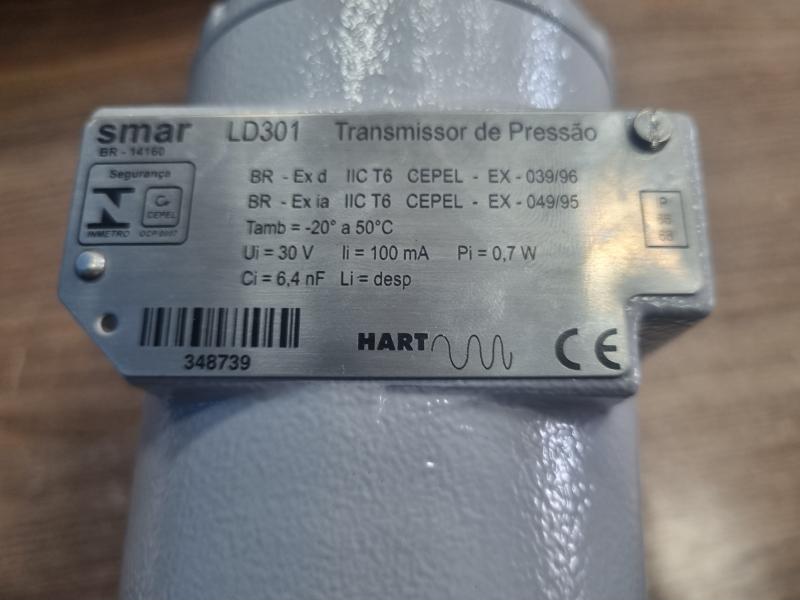 smar LD301 Transmissor de Pressão
BR - 14160
Segurança
CEPEL
INMETRO OCP/0007
BR - Ex d IIC T6 CEPEL - EX - 039/96
BR - Ex ia IIC T6 CEPEL - EX - 049/95
Tamb = -20° a 50°C
Ui = 30 V Ii = 100 mA Pi = 0,7 W
Ci = 6,4 nF Li = desp
348739
HART
CE
P